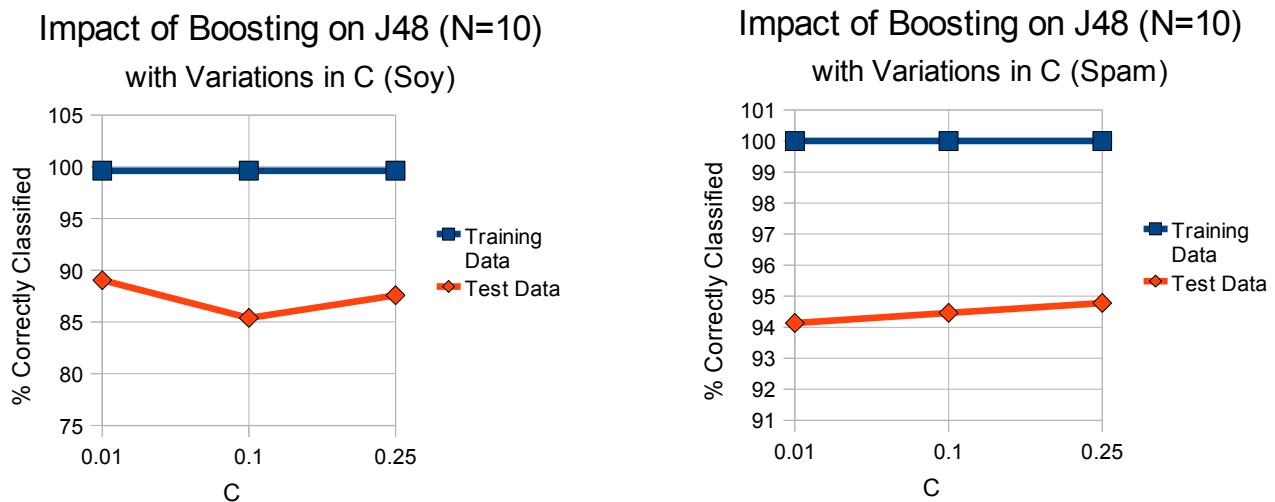 Impact of Boosting on J48 (N=10)
with Variations in C (Soy)
105
100
95
90
85
80
75
% Correctly Classified
0.01 0.1 0.25
C
Training
Data
Test Data
Impact of Boosting on J48 (N=10)
with Variations in C (Spam)
101
100
99
98
97
96
95
94
93
92
91
% Correctly Classified
0.01 0.1 0.25
C
Training
Data
Test Data